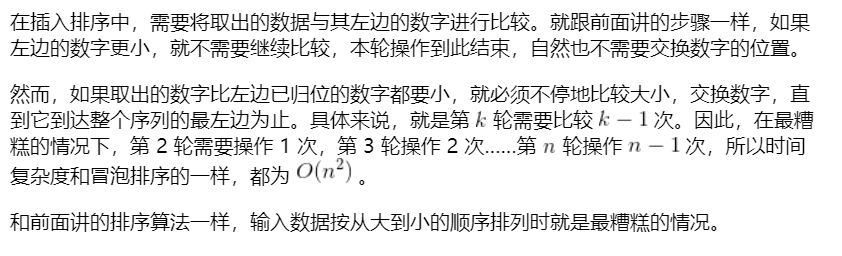 在插入排序中，需要将取出的数据与其左边的数字进行比较。就跟前面讲的步骤一样，如果
左边的数字更小，就不需要继续比较，本轮操作到此结束，自然也不需要交换数字的位置。
然而，如果取出的数字比左边已归位的数字都要小，就必须不停地比较大小，交换数字，直
到它到达整个序列的最左边为止。具体来说，就是第 k 轮需要比较 k − 1 次。因此，在最糟
糕的情况下，第 2 轮需要操作 1 次，第 3 轮操作 2 次……第 n 轮操作 n − 1 次，所以时间
复杂度和冒泡排序的一样，都为 O(n²) 。
和前面讲的排序算法一样，输入数据按从大到小的顺序排列时就是最糟糕的情况。